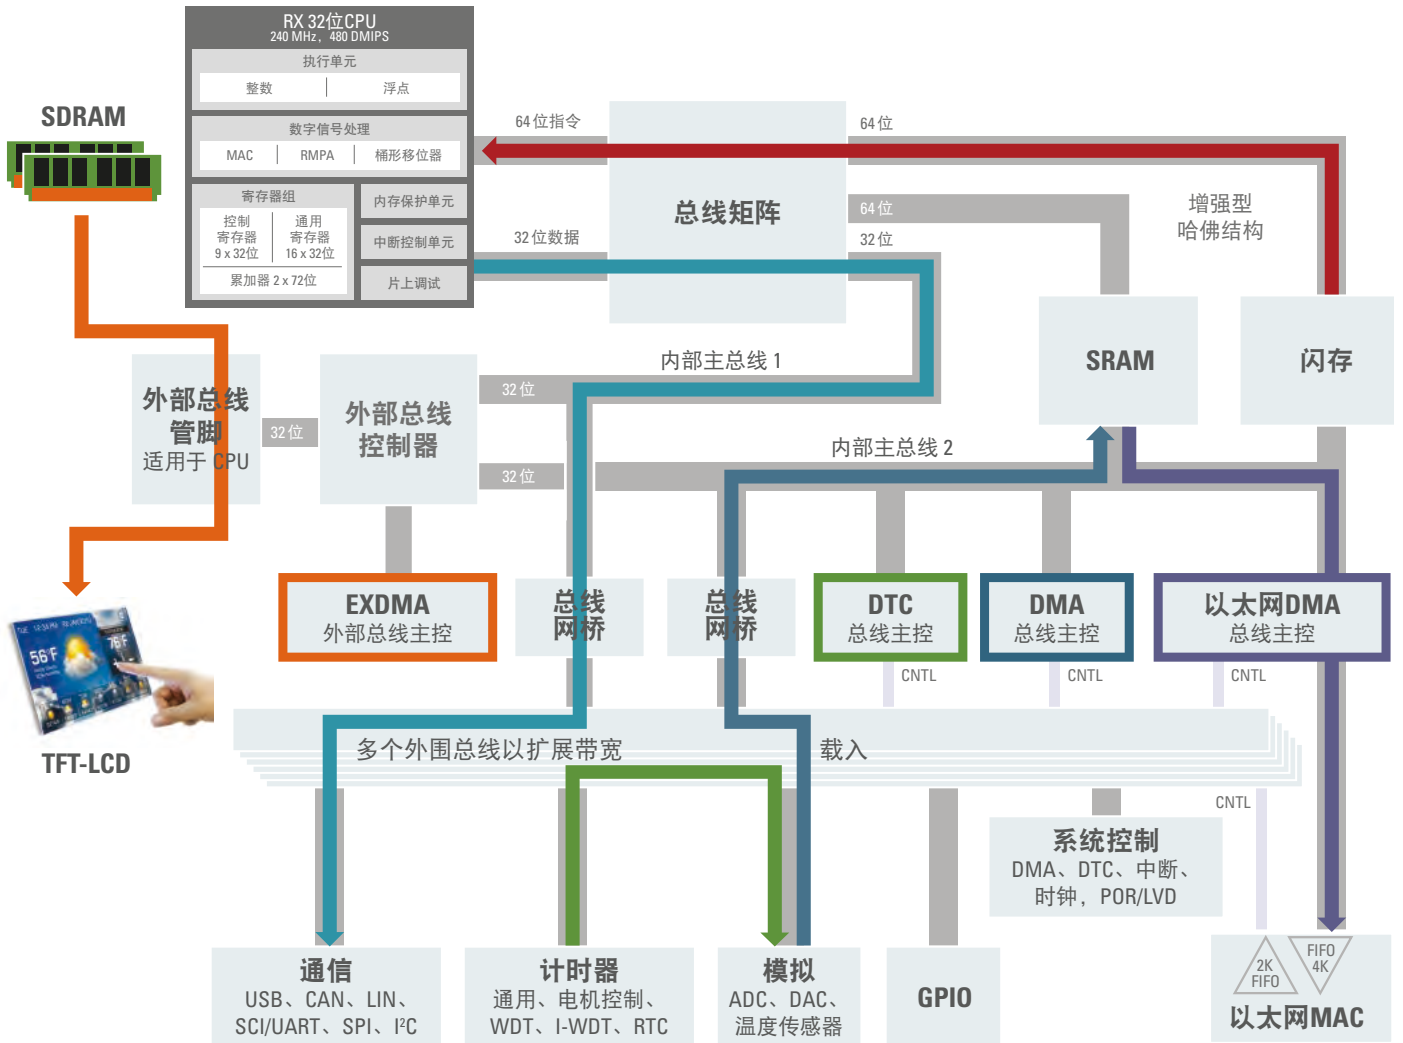 RX 32位CPU
240 MHz，480 DMIPS
执行单元
整数
浮点
数字信号处理
MAC
RMPA
桶形移位器
寄存器组
控制
寄存器
9 x 32位
通用
寄存器
16 x 32位
累加器 2 x 72位
内存保护单元
中断控制单元
片上调试
SDRAM
64位指令
32位数据
总线矩阵
64位
64位
32位
增强型
哈佛结构
SRAM
闪存
内部主总线 1
内部主总线 2
外部总线
管脚
适用于 CPU
32位
外部总线
控制器
32位
32位
EXDMA
外部总线主控
总线
网桥
总线
网桥
DTC
总线主控
DMA
总线主控
以太网DMA
总线主控
CNTL
CNTL
CNTL
56°F
TFT-LCD
多个外围总线以扩展带宽
载入
CNTL
系统控制
DMA、DTC、中断、
时钟，POR/LVD
通信
USB、CAN、LIN、
SCI/UART、SPI、I²C
计时器
通用、电机控制、
WDT、I-WDT、RTC
模拟
ADC、DAC、
温度传感器
GPIO
2K
FIFO
FIFO
4K
以太网MAC